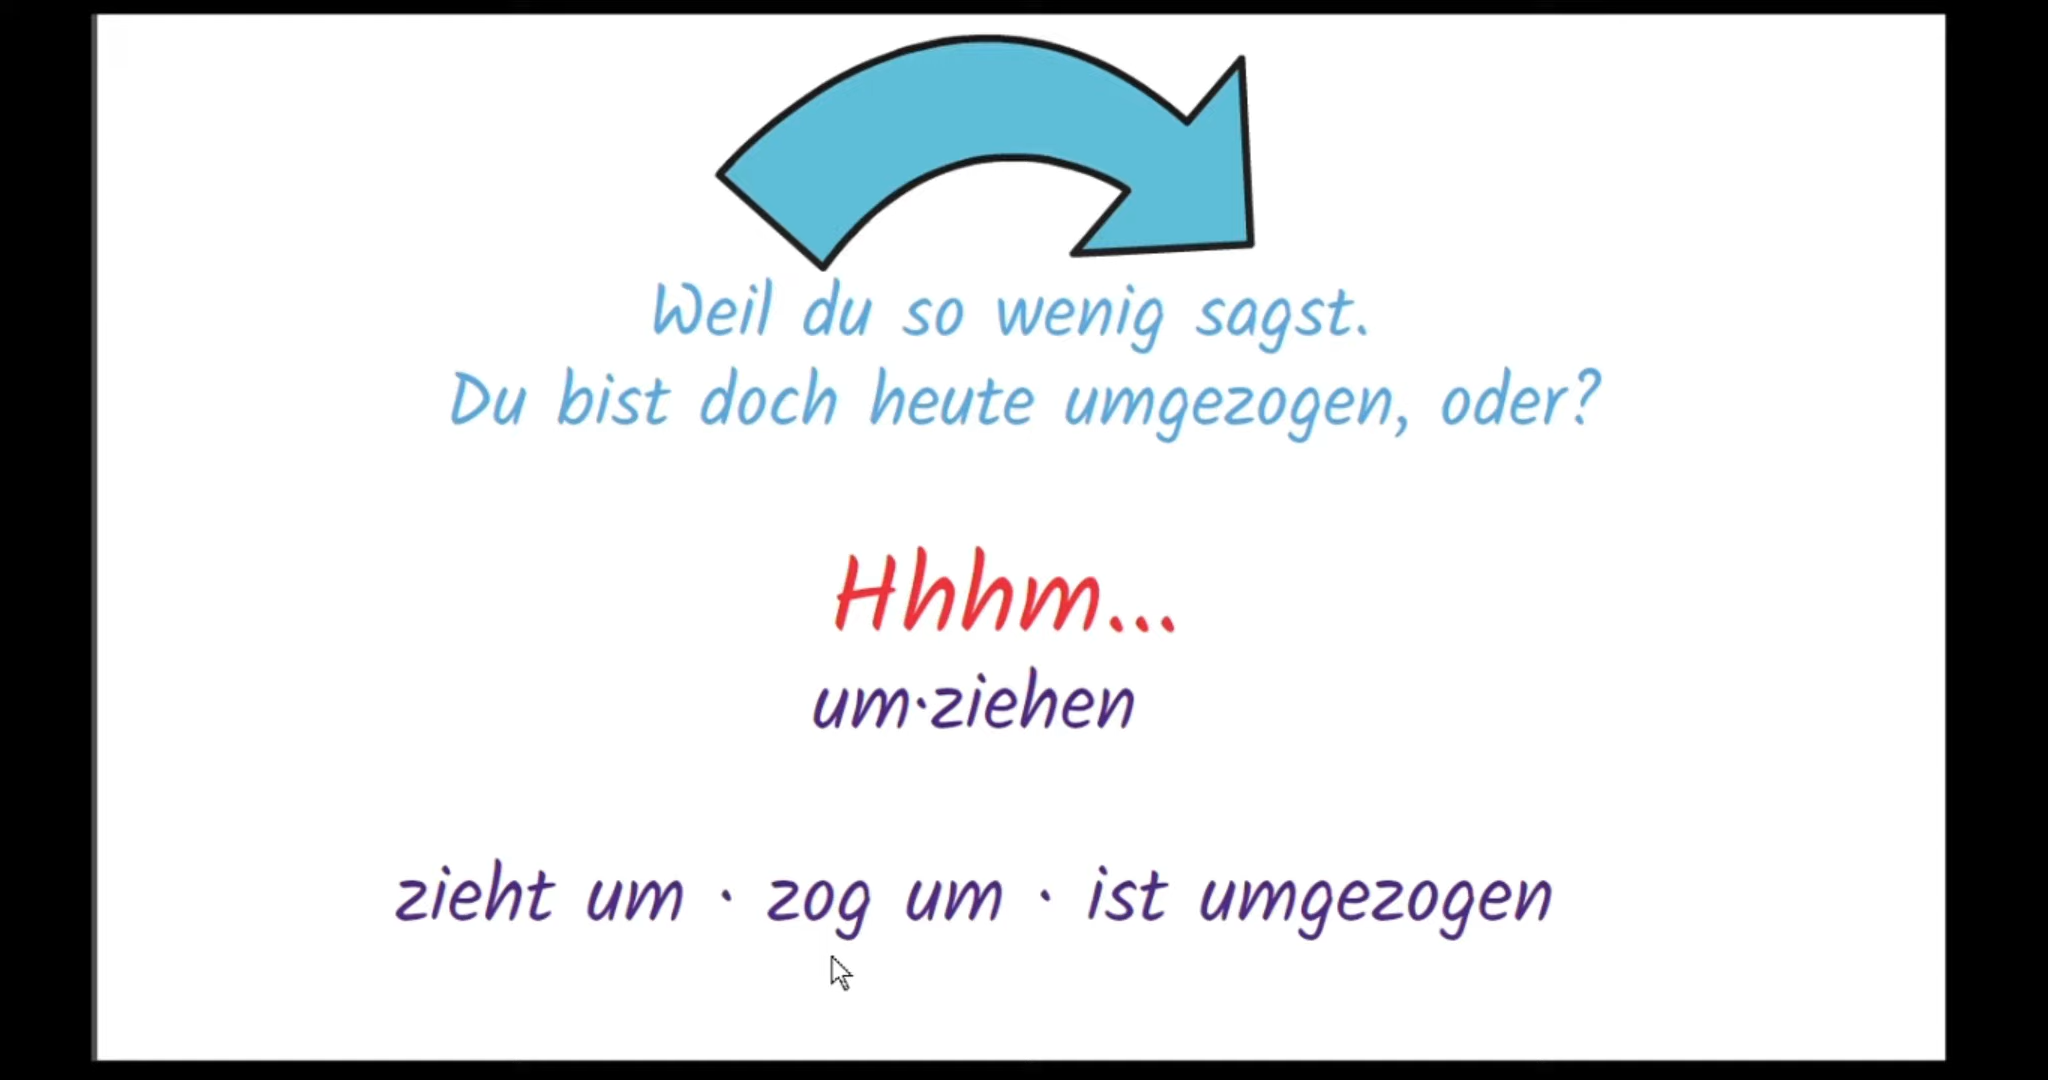 Weil du so wenig sagst.
Du bist doch heute umgezogen, oder?
Hhhm...
um·ziehen
zieht um · zog um · ist umgezogen